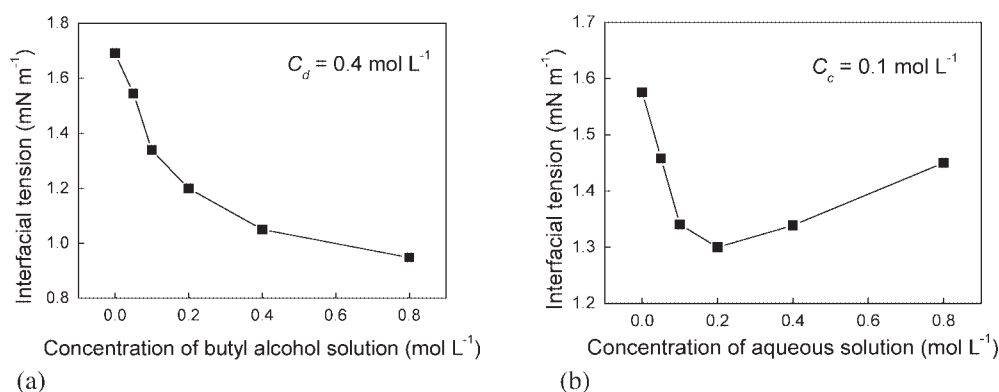 1.8
1.6
1.4
1.2
1.0
0.8
Interfacial tension (mN m⁻¹)
C_d = 0.4 mol L⁻¹
0.0 0.2 0.4 0.6 0.8
Concentration of butyl alcohol solution (mol L⁻¹)
(a)
1.7
1.6
1.5
1.4
1.3
1.2
Interfacial tension (mN m⁻¹)
C_c = 0.1 mol L⁻¹
0.0 0.2 0.4 0.6 0.8
Concentration of aqueous solution (mol L⁻¹)
(b)